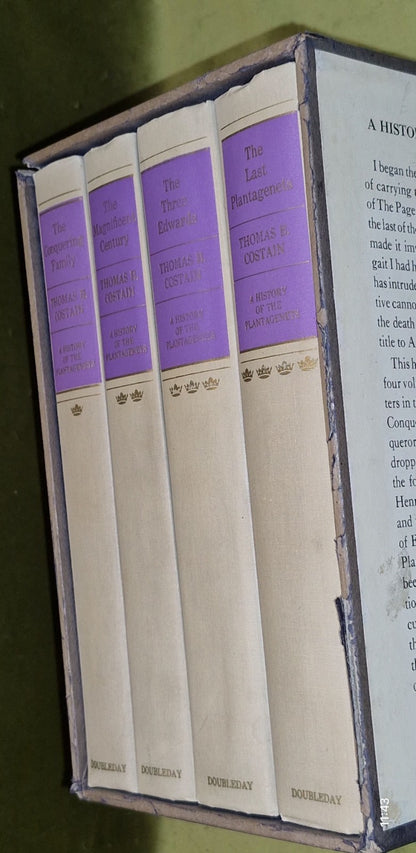 The
Conquering
Family
THOMAS B.
COSTAIN
A HISTORY
OF THE
PLANTAGENETS
DOUBLEDAY
The
Magnificent
Century
THOMAS B.
COSTAIN
A HISTORY
OF THE
PLANTAGENETS
DOUBLEDAY
The
Three
Edwards
THOMAS B.
COSTAIN
A HISTORY
OF THE
PLANTAGENETS
DOUBLEDAY
The
Last
Plantagenets
THOMAS B.
COSTAIN
A HISTORY
OF THE
PLANTAGENETS
DOUBLEDAY
A HISTO
I began the
of carrying
of The Page
the last of the
made it im
gait I had h
has intrude
tive canno
the death
title to A
This h
four vol
ters in t
Conqu
queror
dropp
the fo
Henr
and
of E
Pla
bee
tio
cu
th
th
11:43